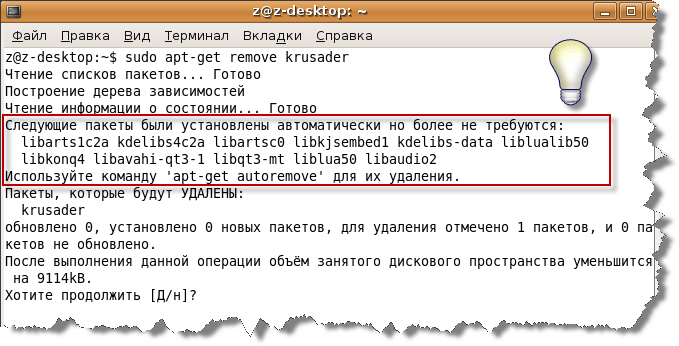 z@z-desktop: ~
Файл Правка Вид Терминал Вкладки Справка
z@z-desktop:~$ sudo apt-get remove krusader
Чтение списков пакетов... Готово
Построение дерева зависимостей
Чтение информации о состоянии... Готово
Следующие пакеты были установлены автоматически но более не требуются:
libarts1c2a kdelibs4c2a libartsc0 libkjsembed1 kdelibs-data liblualib50
libkonq4 libavahi-qt3-1 libqt3-mt liblua50 libaudio2
Используйте команду 'apt-get autoremove' для их удаления.
Пакеты, которые будут УДАЛЕНЫ:
krusader
обновлено 0, установлено 0 новых пакетов, для удаления отмечено 1 пакетов, и 0 па
кетов не обновлено.
После выполнения данной операции объём занятого дискового пространства уменьшится
на 9114kB.
Хотите продолжить [Д/н]?